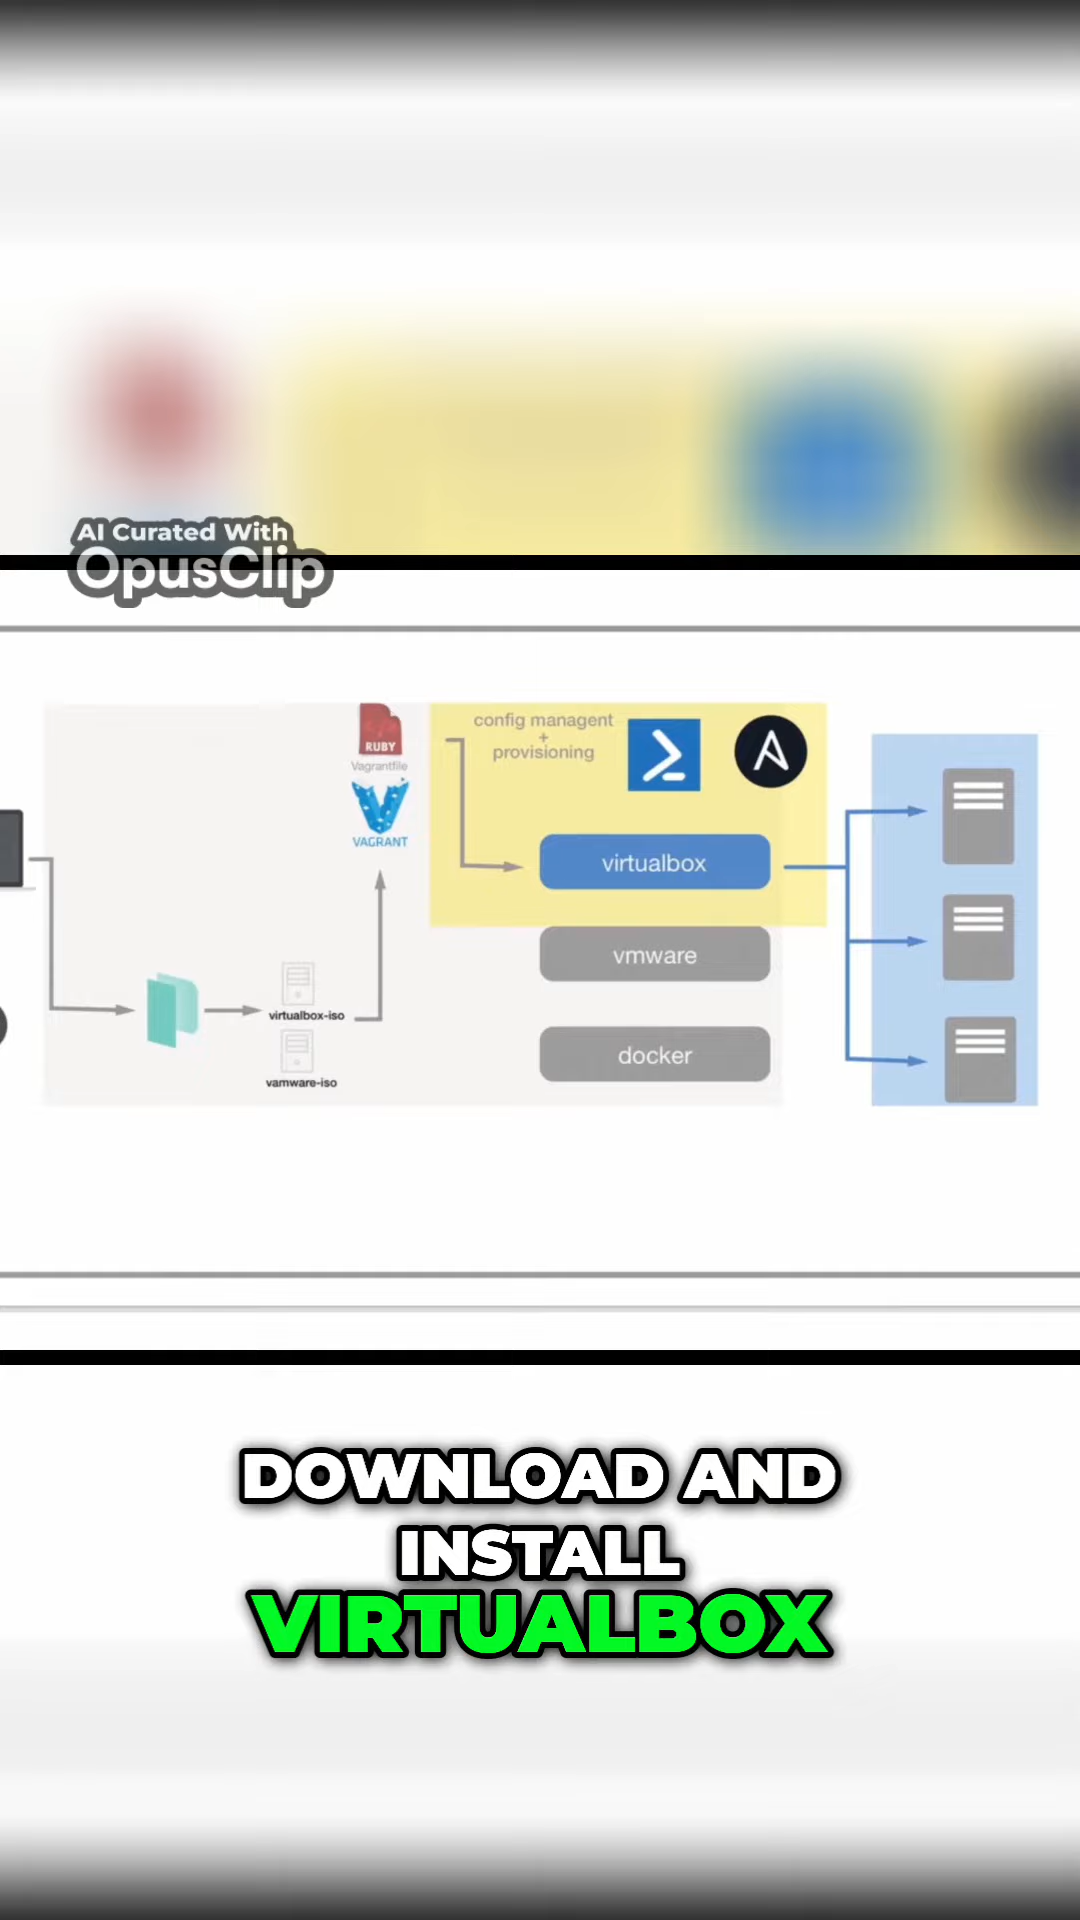 AI Curated With
OpusClip
RUBY
Vagrantfile
VAGRANT
config managent
+
provisioning
virtualbox
vmware
docker
virtualbox-iso
vamware-iso
DOWNLOAD AND
INSTALL
VIRTUALBOX